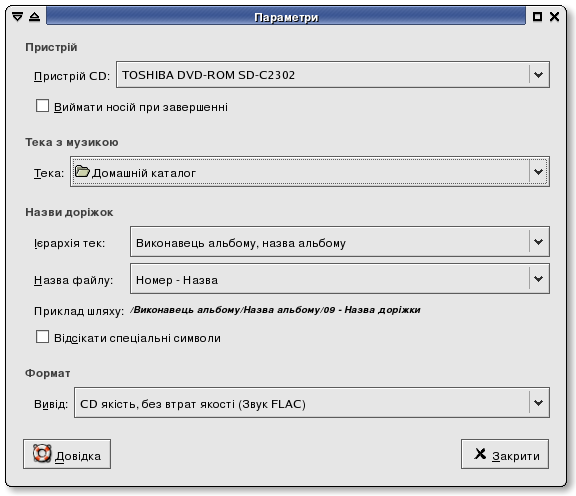 Параметри
Пристрій
Пристрій CD: TOSHIBA DVD-ROM SD-C2302
Виймати носій при завершенні
Тека з музикою
Тека: Домашній каталог
Назви доріжок
Ієрархія тек: Виконавець альбому, назва альбому
Назва файлу: Номер - Назва
Приклад шляху: /Виконавець альбому/Назва альбому/09 - Назва доріжки
Відсікати спеціальні символи
Формат
Вивід: CD якість, без втрат якості (Звук FLAC)
Довідка Закрити